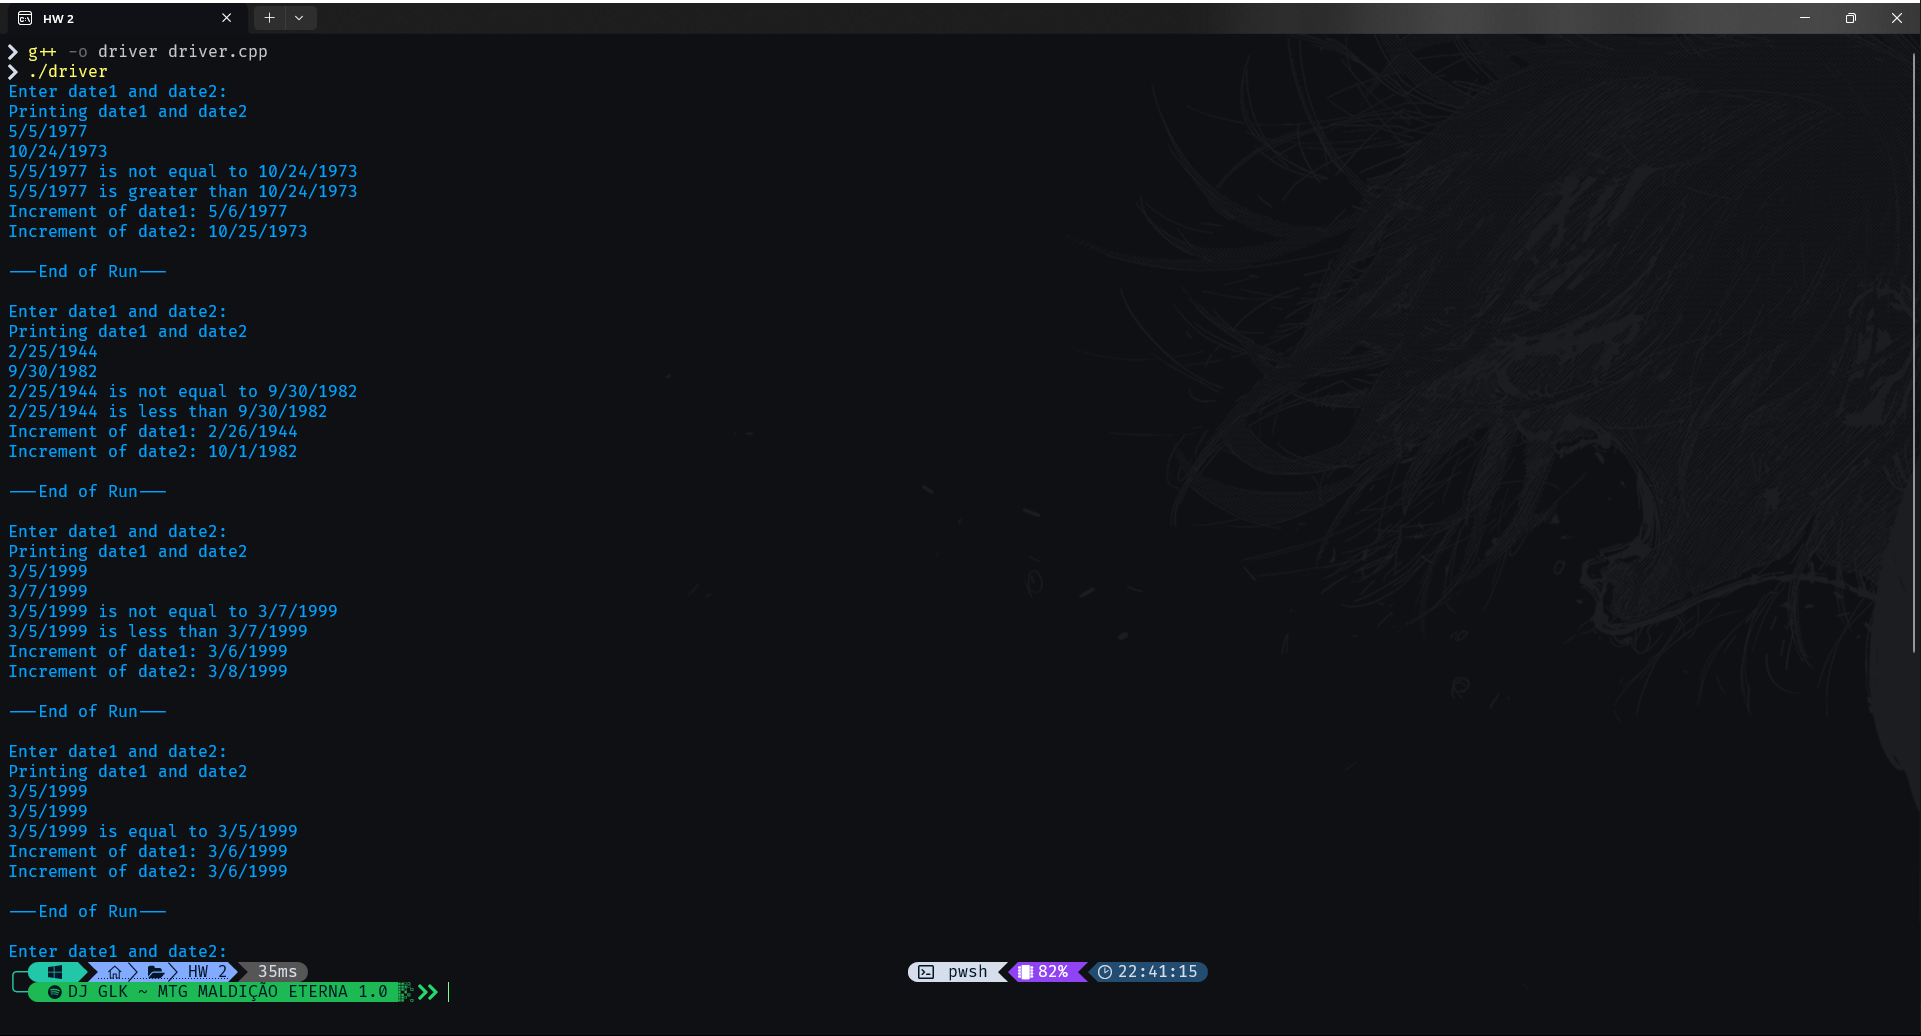 HW 2
g++ -o driver driver.cpp
./driver
Enter date1 and date2:
Printing date1 and date2
5/5/1977
10/24/1973
5/5/1977 is not equal to 10/24/1973
5/5/1977 is greater than 10/24/1973
Increment of date1: 5/6/1977
Increment of date2: 10/25/1973
---End of Run---
Enter date1 and date2:
Printing date1 and date2
2/25/1944
9/30/1982
2/25/1944 is not equal to 9/30/1982
2/25/1944 is less than 9/30/1982
Increment of date1: 2/26/1944
Increment of date2: 10/1/1982
---End of Run---
Enter date1 and date2:
Printing date1 and date2
3/5/1999
3/7/1999
3/5/1999 is not equal to 3/7/1999
3/5/1999 is less than 3/7/1999
Increment of date1: 3/6/1999
Increment of date2: 3/8/1999
---End of Run---
Enter date1 and date2:
Printing date1 and date2
3/5/1999
3/5/1999
3/5/1999 is equal to 3/5/1999
Increment of date1: 3/6/1999
Increment of date2: 3/6/1999
---End of Run---
Enter date1 and date2:
HW 2 35ms pwsh 82% 22:41:15
DJ GLK ~ MTG MALDIÇÃO ETERNA 1.0